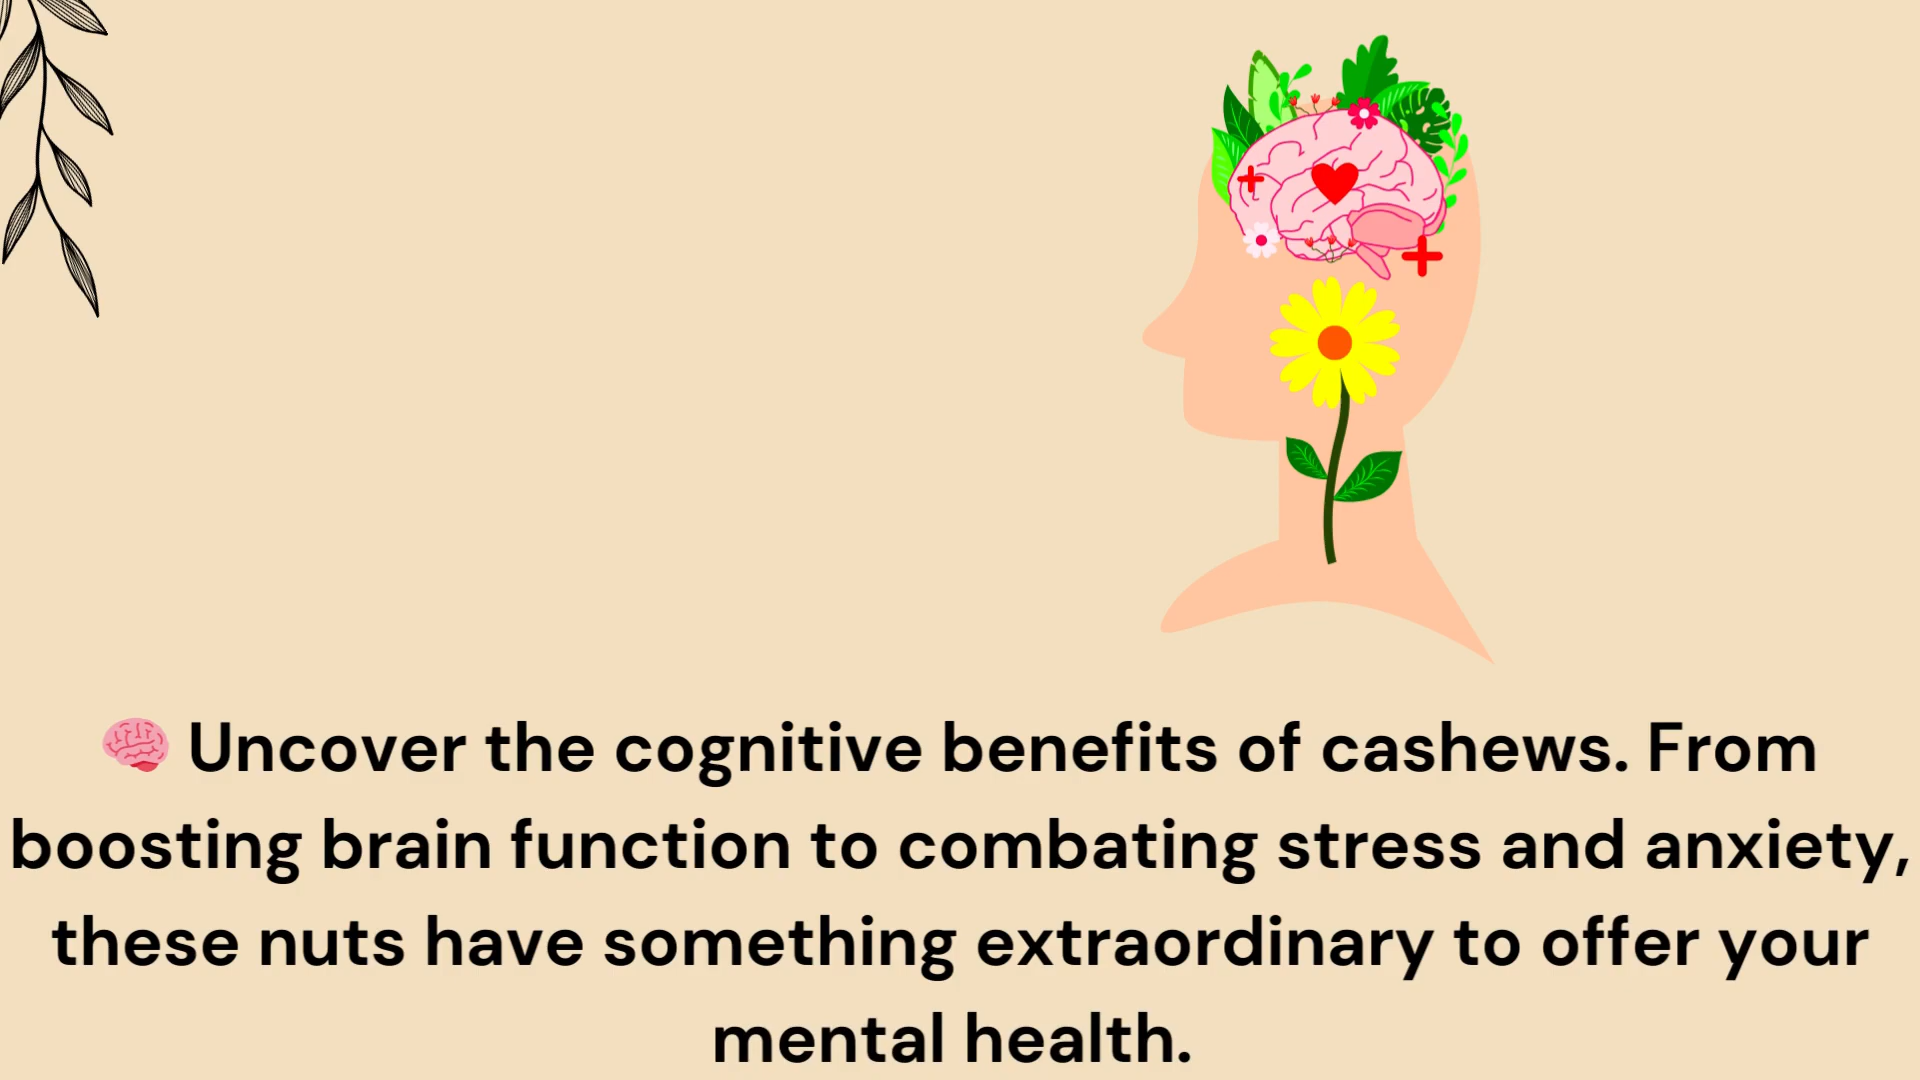 🧠 Uncover the cognitive benefits of cashews. From
boosting brain function to combating stress and anxiety,
these nuts have something extraordinary to offer your
mental health.